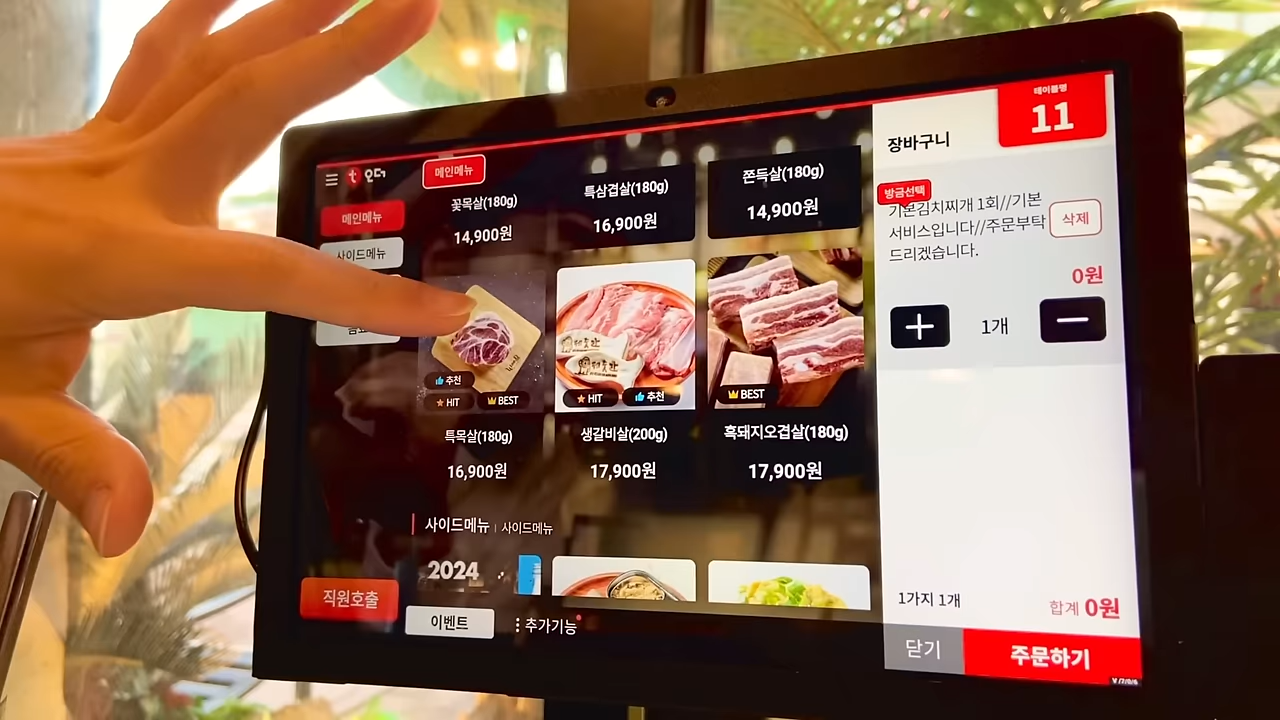 테이블명
11
장바구니
t 오더
메인메뉴
메인메뉴
사이드메뉴
꽃목살(180g)
14,900원
특삼겹살(180g)
16,900원
쫀득살(180g)
14,900원
방금선택
기본김치찌개 1회//기본
서비스입니다//주문부탁
드리겠습니다.
삭제
0원
+ 1개 −
추천
HIT
BEST
HIT
추천
BEST
특목살(180g)
16,900원
생갈비살(200g)
17,900원
흑돼지오겹살(180g)
17,900원
사이드메뉴 | 사이드메뉴
2024
직원호출
이벤트
추가기능
1가지 1개
합계 0원
닫기
주문하기